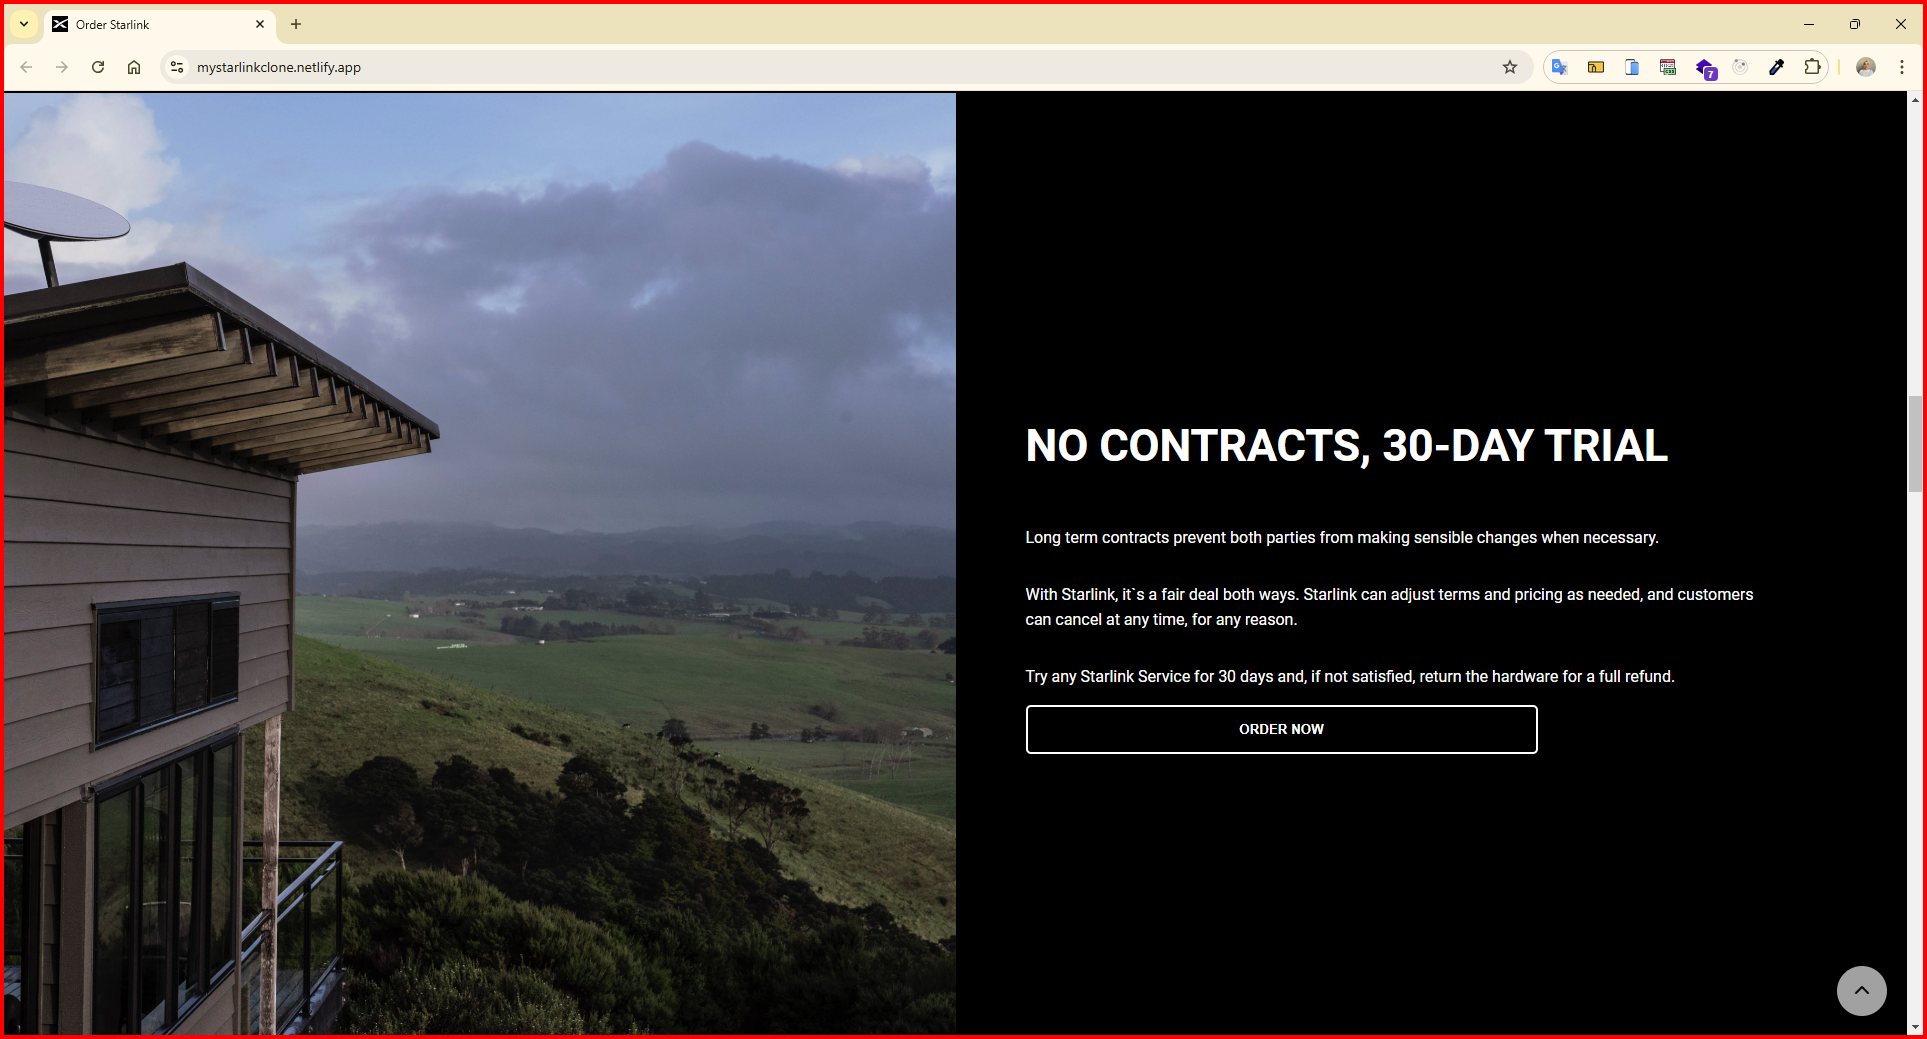 Order Starlink
mystarlinkclone.netlify.app
7
NO CONTRACTS, 30-DAY TRIAL
Long term contracts prevent both parties from making sensible changes when necessary.
With Starlink, it`s a fair deal both ways. Starlink can adjust terms and pricing as needed, and customers
can cancel at any time, for any reason.
Try any Starlink Service for 30 days and, if not satisfied, return the hardware for a full refund.
ORDER NOW